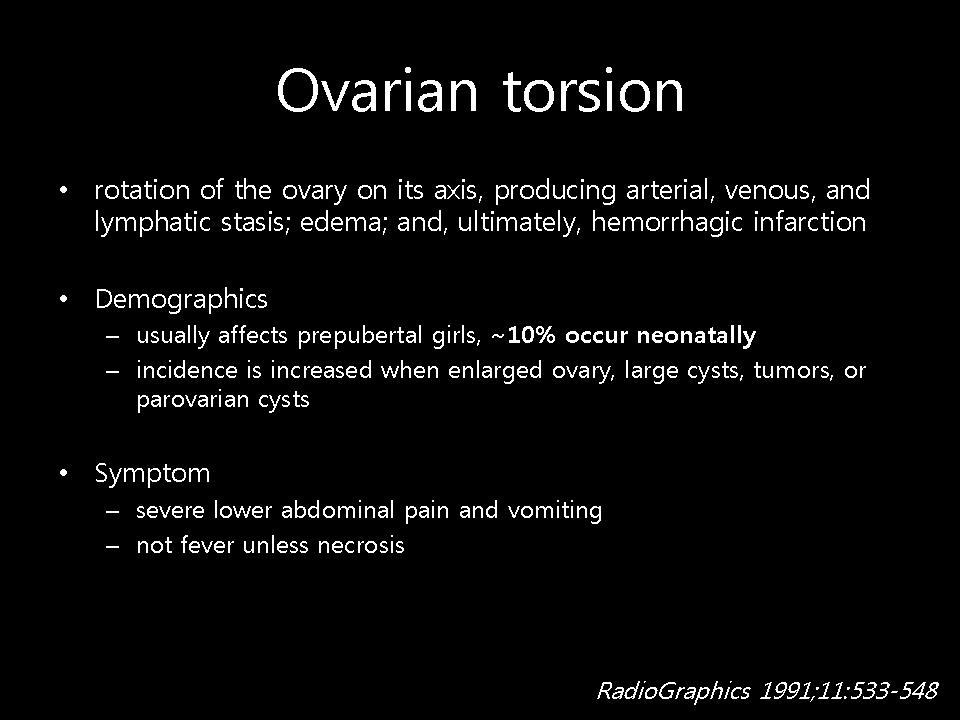 Ovarian torsion
• rotation of the ovary on its axis, producing arterial, venous, and
lymphatic stasis; edema; and, ultimately, hemorrhagic infarction
• Demographics
– usually affects prepubertal girls, ~10% occur neonatally
– incidence is increased when enlarged ovary, large cysts, tumors, or
parovarian cysts
• Symptom
– severe lower abdominal pain and vomiting
– not fever unless necrosis
RadioGraphics 1991;11:533-548